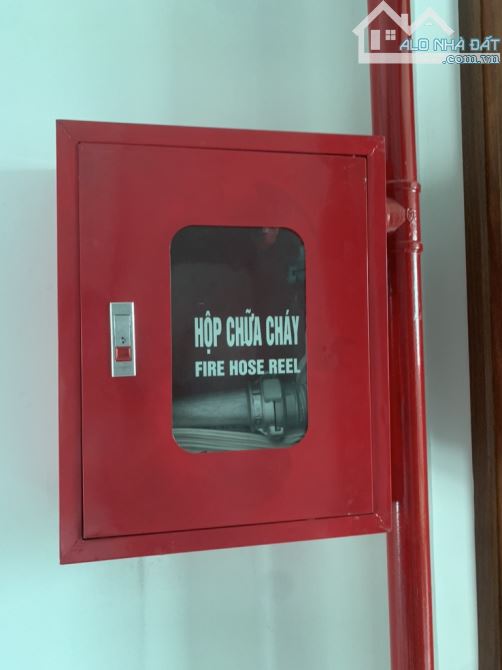 ALO NHÀ ĐẤT
.com.vn
HỘP CHỮA CHÁY
FIRE HOSE REEL